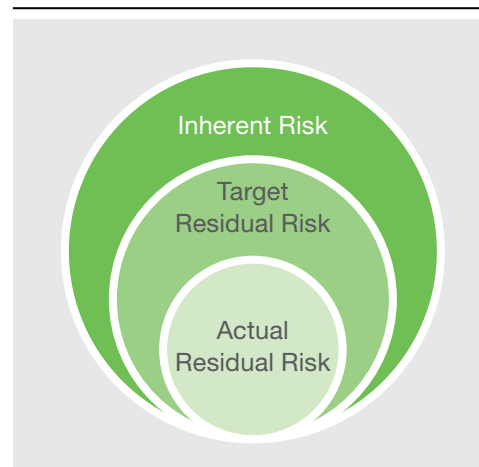 Inherent Risk
Target
Residual Risk
Actual
Residual Risk